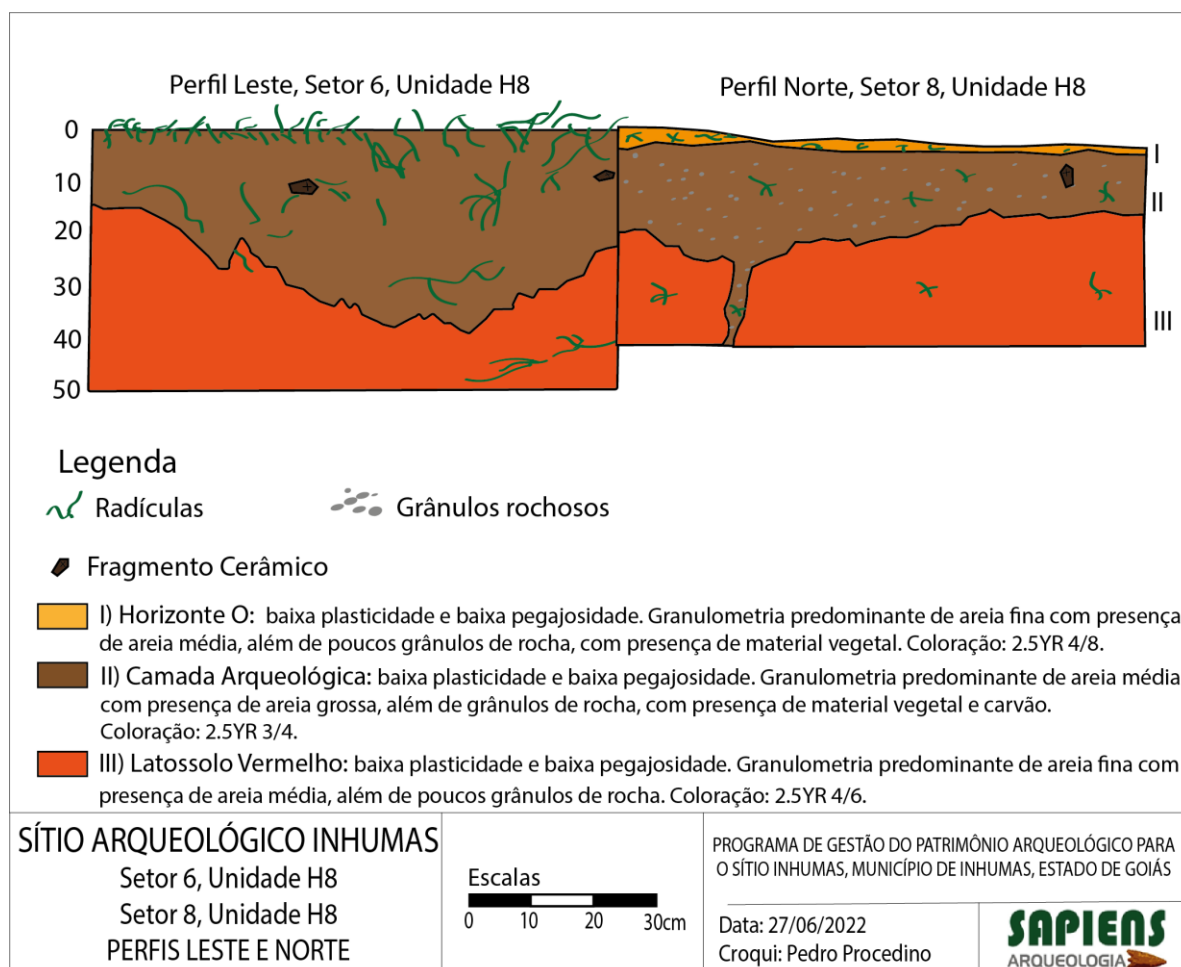 Perfil Leste, Setor 6, Unidade H8
Perfil Norte, Setor 8, Unidade H8
0
10
20
30
40
50
I
II
III
Legenda
Radículas
Grânulos rochosos
Fragmento Cerâmico
I) Horizonte O: baixa plasticidade e baixa pegajosidade. Granulometria predominante de areia fina com presença
de areia média, além de poucos grânulos de rocha, com presença de material vegetal. Coloração: 2.5YR 4/8.
II) Camada Arqueológica: baixa plasticidade e baixa pegajosidade. Granulometria predominante de areia média
com presença de areia grossa, além de grânulos de rocha, com presença de material vegetal e carvão.
Coloração: 2.5YR 3/4.
III) Latossolo Vermelho: baixa plasticidade e baixa pegajosidade. Granulometria predominante de areia fina com
presença de areia média, além de poucos grânulos de rocha. Coloração: 2.5YR 4/6.
SÍTIO ARQUEOLÓGICO INHUMAS
Setor 6, Unidade H8
Setor 8, Unidade H8
PERFIS LESTE E NORTE
Escalas
0 10 20 30cm
PROGRAMA DE GESTÃO DO PATRIMÔNIO ARQUEOLÓGICO PARA
O SÍTIO INHUMAS, MUNICÍPIO DE INHUMAS, ESTADO DE GOIÁS
Data: 27/06/2022
Croqui: Pedro Procedino
SAPIENS
ARQUEOLOGIA